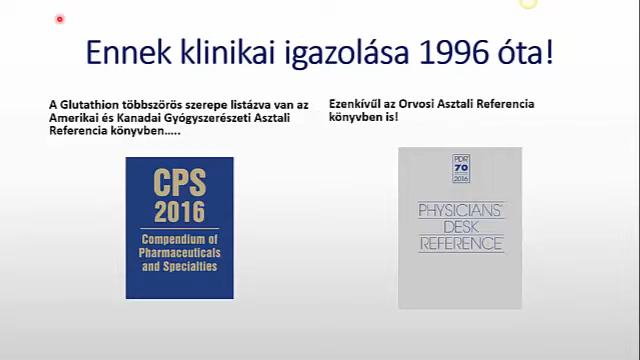 Ennek klinikai igazolása 1996 óta!
A Glutathion többszörös szerepe listázva van az
Amerikai és Kanadai Gyógyszerészeti Asztali
Referencia könyvben…..
Ezenkívűl az Orvosi Asztali Referencia
könyvben is!
CPS
2016
Compendium of
Pharmaceuticals
and Specialties
PDR
70
2016
PHYSICIANS'
DESK
REFERENCE